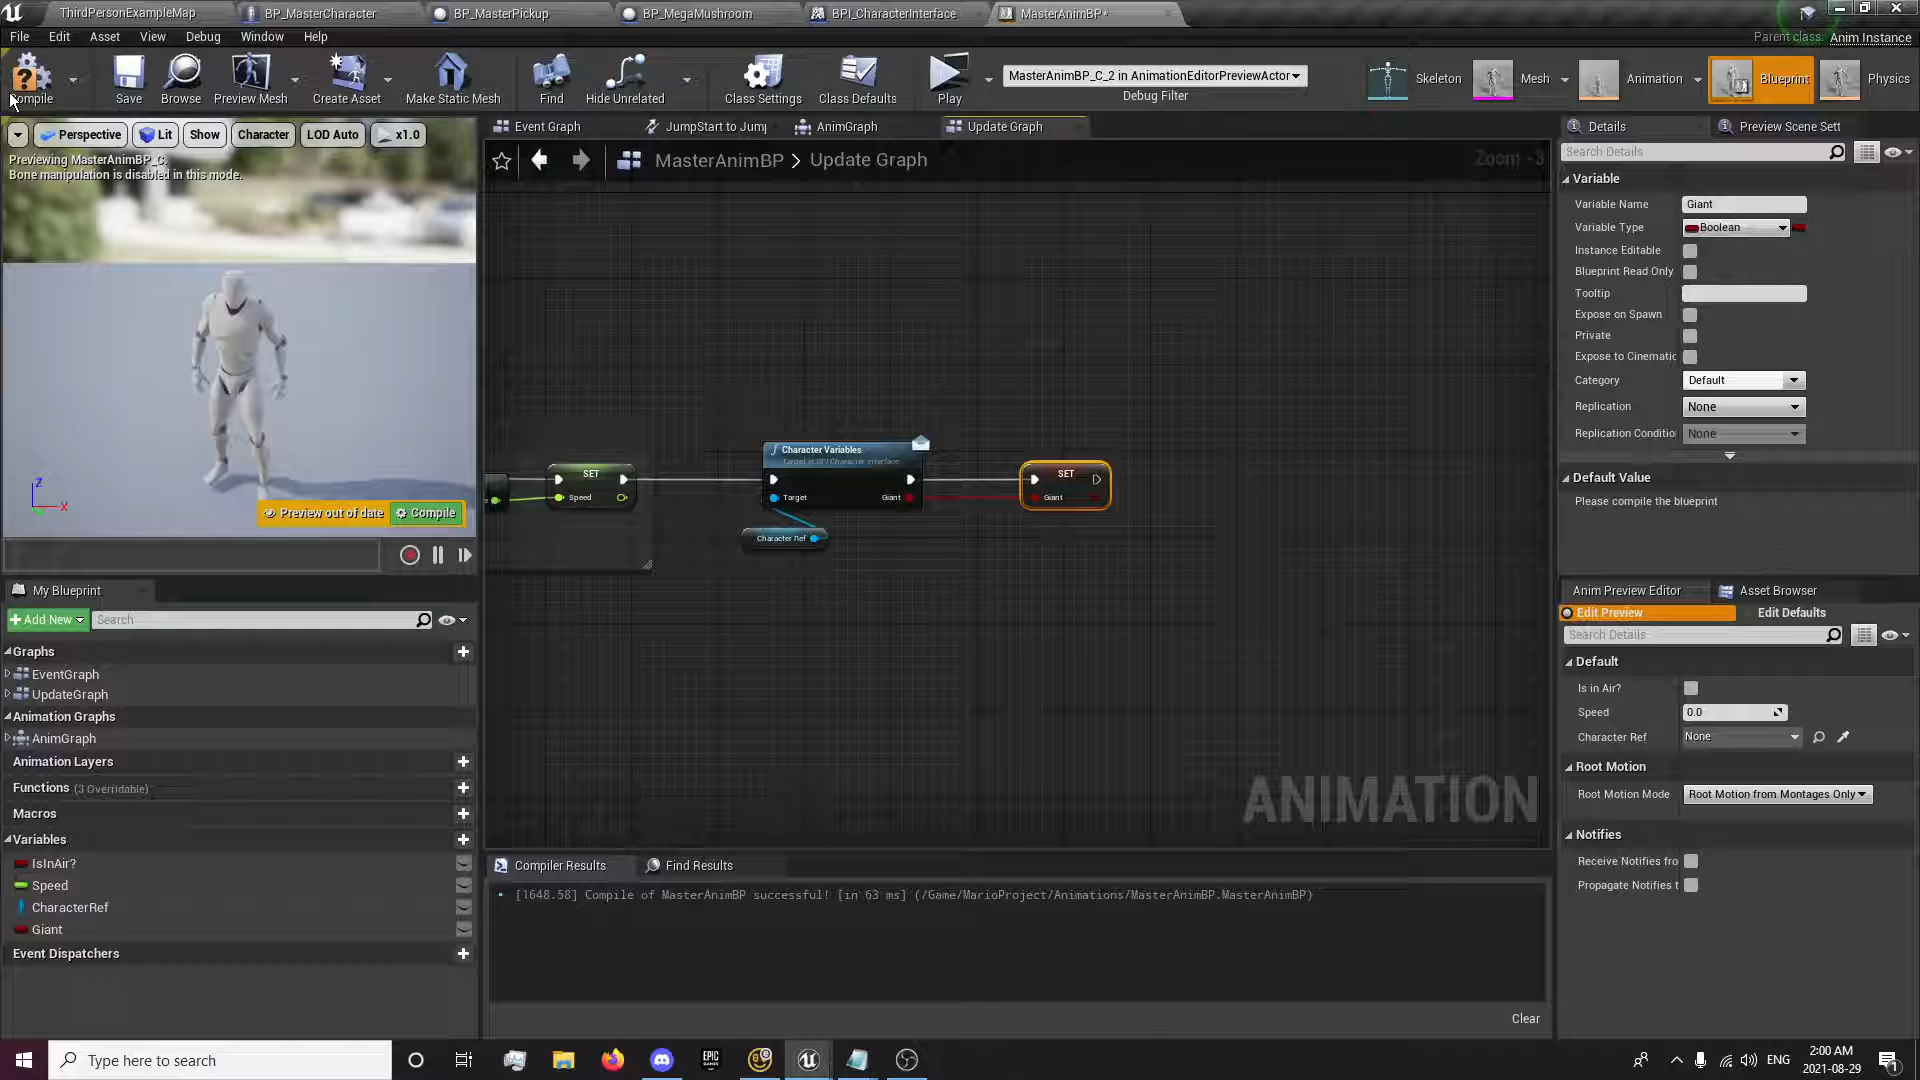 ThirdPersonExampleMap
BP_MasterCharacter
BP_MasterPickup
BP_MegaMushroom
BPI_CharacterInterface
MasterAnimBP*
File
Edit
Asset
View
Debug
Window
Help
Parent class: Anim Instance
Compile
Save
Browse
Preview Mesh
Create Asset
Make Static Mesh
Find
Hide Unrelated
Class Settings
Class Defaults
Play
MasterAnimBP_C_2 in AnimationEditorPreviewActor
Debug Filter
Skeleton
Mesh
Animation
Blueprint
Physics
Perspective
Lit
Show
Character
LOD Auto
x1.0
Previewing MasterAnimBP_C.
Bone manipulation is disabled in this mode.
Z
X
Preview out of date
Compile
Event Graph
JumpStart to Jump
AnimGraph
Update Graph
MasterAnimBP > Update Graph
Zoom -3
SET
Speed
Character Variables
Target is BPI Character Interface
Target
Giant
Character Ref
SET
Giant
ANIMATION
My Blueprint
+ Add New
Search
Graphs
EventGraph
UpdateGraph
Animation Graphs
AnimGraph
Animation Layers
Functions (3 Overridable)
Macros
Variables
IsInAir?
Speed
CharacterRef
Giant
Event Dispatchers
Compiler Results
Find Results
[1648.58] Compile of MasterAnimBP successful! [in 63 ms] (/Game/MarioProject/Animations/MasterAnimBP.MasterAnimBP)
Clear
Details
Preview Scene Sett
Search Details
Variable
Variable Name
Giant
Variable Type
Boolean
Instance Editable
Blueprint Read Only
Tooltip
Expose on Spawn
Private
Expose to Cinematic
Category
Default
Replication
None
Replication Conditio
None
Default Value
Please compile the blueprint
Anim Preview Editor
Asset Browser
Edit Preview
Edit Defaults
Search Details
Default
Is in Air?
Speed
0.0
Character Ref
None
Root Motion
Root Motion Mode
Root Motion from Montages Only
Notifies
Receive Notifies fro
Propagate Notifies t
Type here to search
EPIC
ENG
2:00 AM
2021-08-29
1